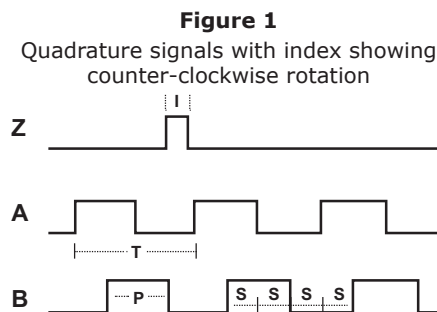 Figure 1
Quadrature signals with index showing
counter-clockwise rotation
I
Z
A
T
B
P
S S S S